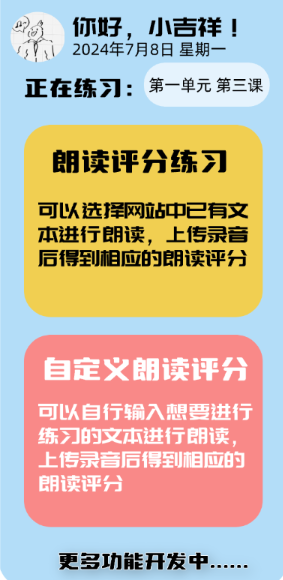 你好，小吉祥！
2024年7月8日 星期一
正在练习：
第一单元 第三课
朗读评分练习
可以选择网站中已有文
本进行朗读，上传录音
后得到相应的朗读评分
自定义朗读评分
可以自行输入想要进行
练习的文本进行朗读，
上传录音后得到相应的
朗读评分
更多功能开发中......